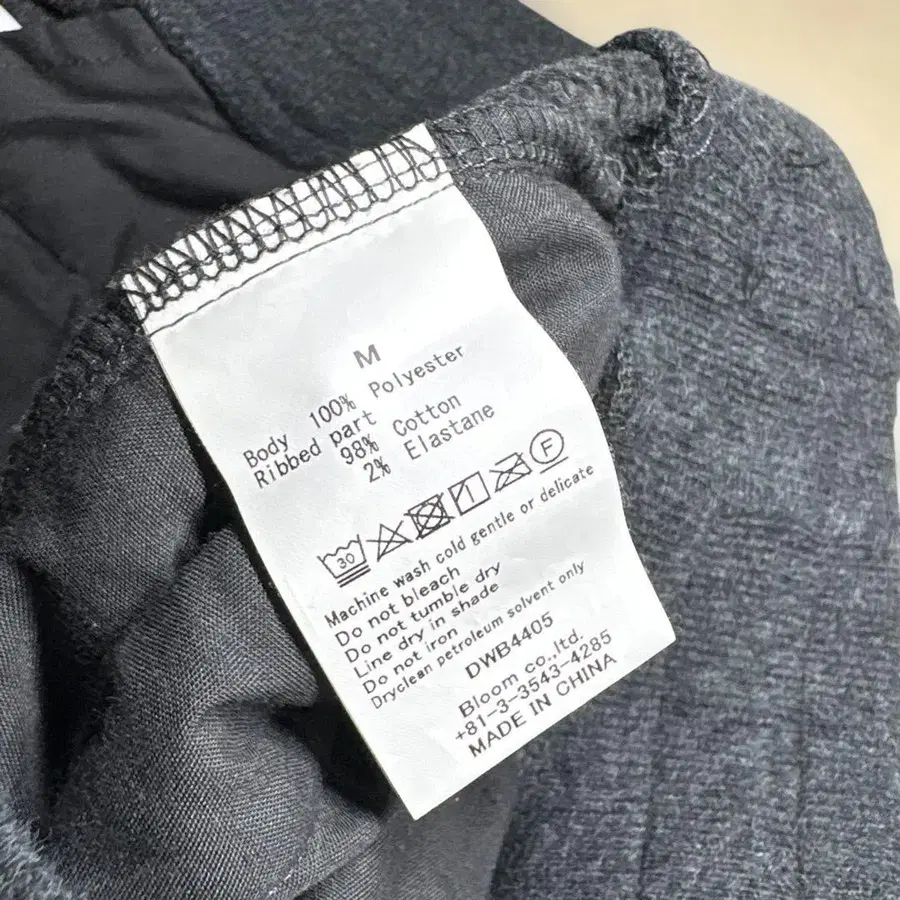 M
Body 100% Polyester
Ribbed part
98% Cotton
2% Elastane
30 1 F
Machine wash cold gentle or delicate
Do not bleach
Do not tumble dry
Line dry in shade
Do not iron
Dryclean petroleum solvent only
DWB4405
Bloom co.,ltd.
+81-3-3543-4285
MADE IN CHINA